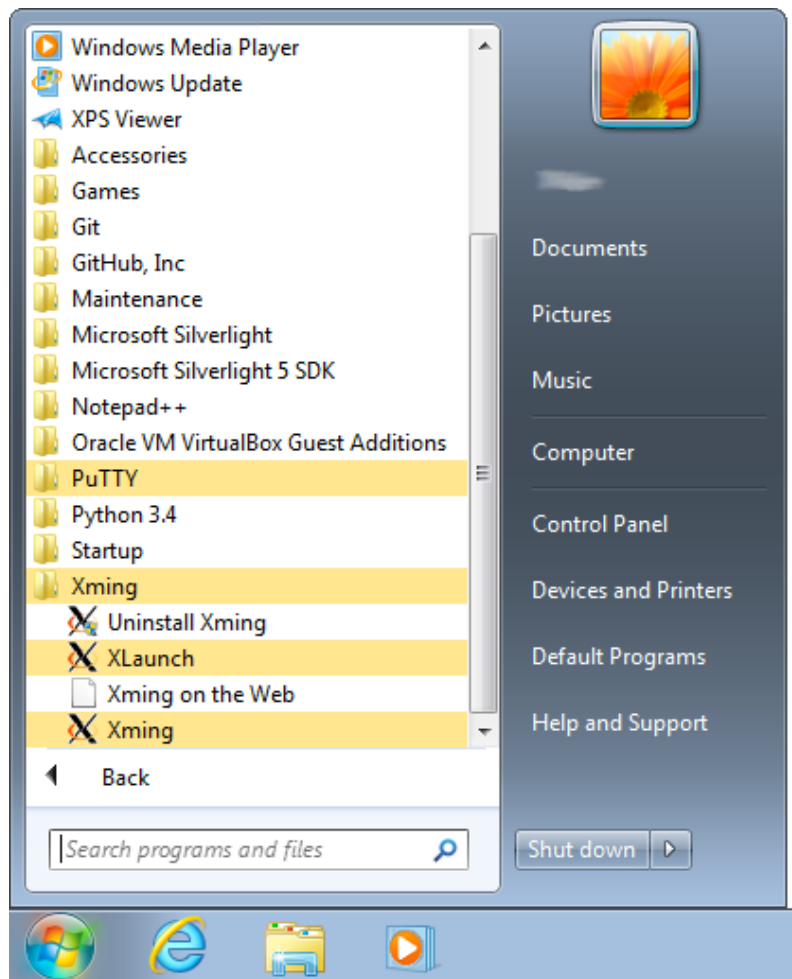 Windows Media Player
Windows Update
XPS Viewer
Accessories
Games
Git
GitHub, Inc
Maintenance
Microsoft Silverlight
Microsoft Silverlight 5 SDK
Notepad++
Oracle VM VirtualBox Guest Additions
PuTTY
Python 3.4
Startup
Xming
Uninstall Xming
XLaunch
Xming on the Web
Xming
Back
Search programs and files
Documents
Pictures
Music
Computer
Control Panel
Devices and Printers
Default Programs
Help and Support
Shut down